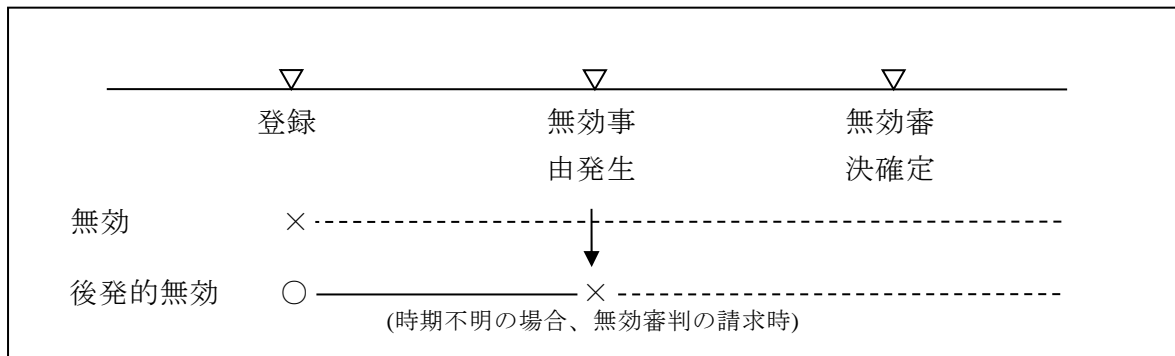 登録 無効事 無効審
由発生 決確定
無効 ×
後発的無効 ○ ×
(時期不明の場合、無効審判の請求時)